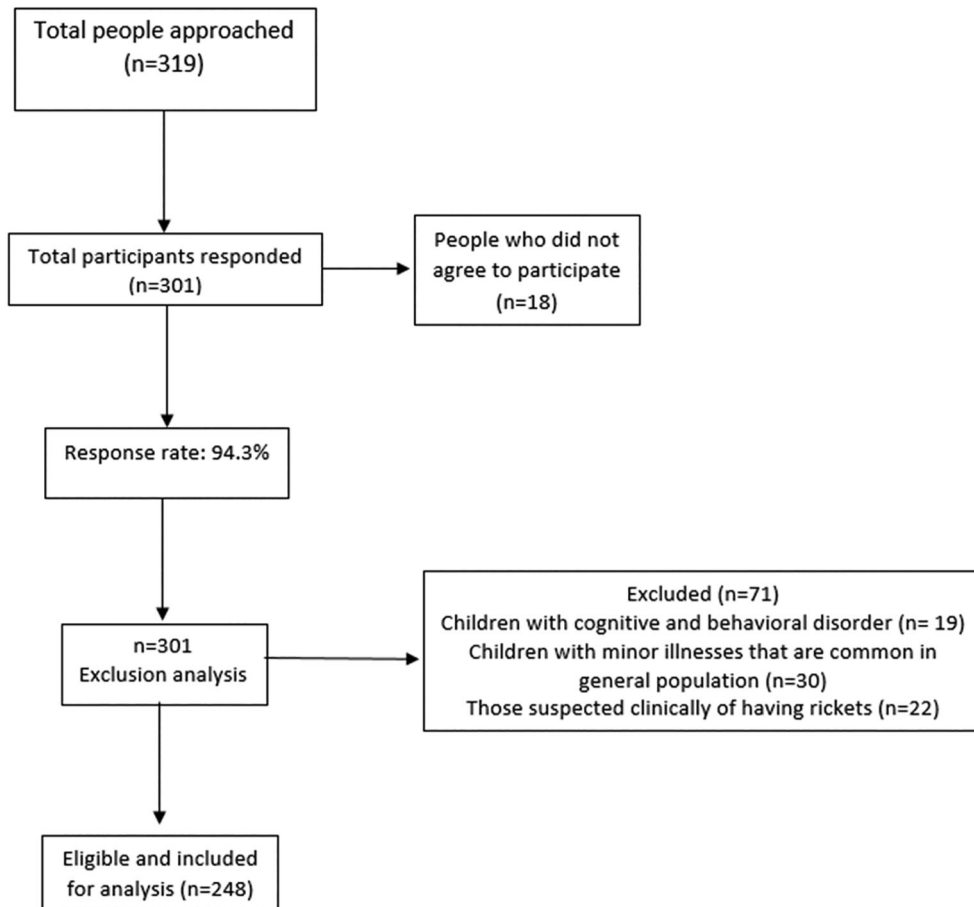 Total people approached
(n=319)
Total participants responded
(n=301)
People who did not
agree to participate
(n=18)
Response rate: 94.3%
n=301
Exclusion analysis
Excluded (n=71)
Children with cognitive and behavioral disorder (n= 19)
Children with minor illnesses that are common in
general population (n=30)
Those suspected clinically of having rickets (n=22)
Eligible and included
for analysis (n=248)